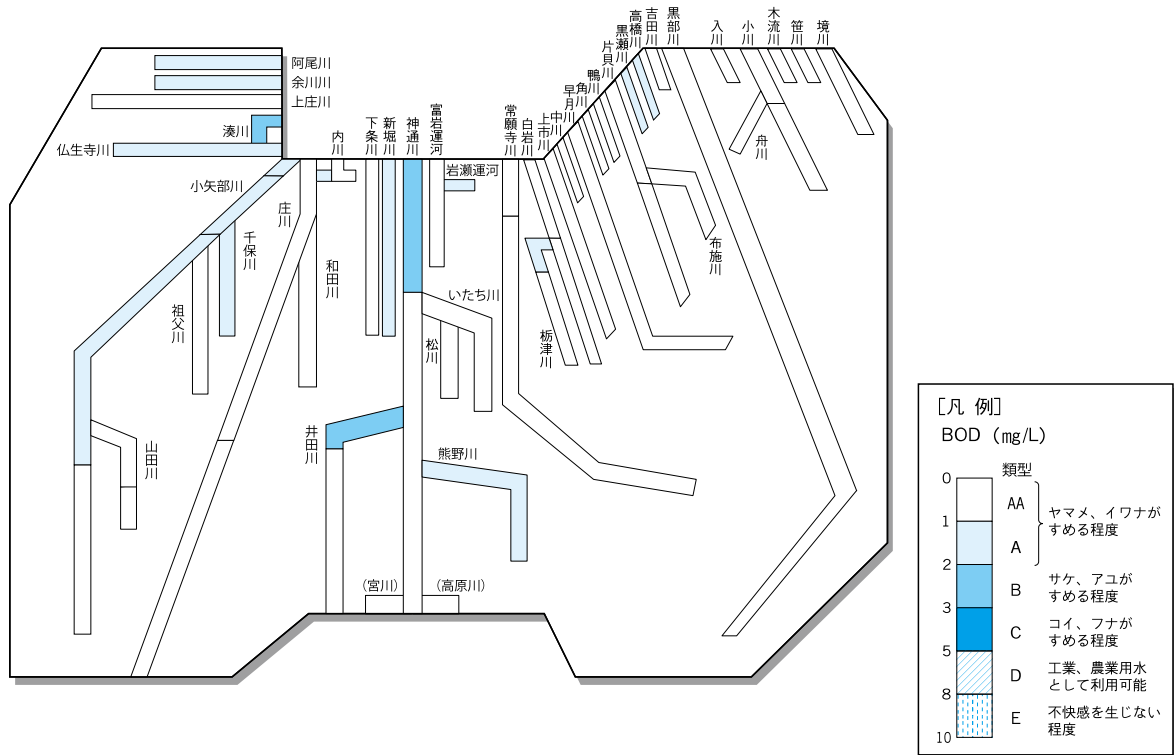 阿尾川
余川川
上庄川
湊川
仏生寺川
小矢部川
庄川
千保川
祖父川
山田川
和田川
内川
下条川
新堀川
神通川
富岩運河
岩瀬運河
いたち川
松川
井田川
熊野川
(宮川)
(高原川)
常願寺川
白岩川
上市川
中川
早月川
角川
鴨川
片貝川
黒瀬川
高橋川
吉田川
黒部川
入川
小川
木流川
笹川
境川
舟川
布施川
栃津川
[凡 例]
BOD (mg/L)
類型
0
1
2
3
5
8
10
AA
A
B
C
D
E
ヤマメ、イワナが
すめる程度
サケ、アユが
すめる程度
コイ、フナが
すめる程度
工業、農業用水
として利用可能
不快感を生じない
程度